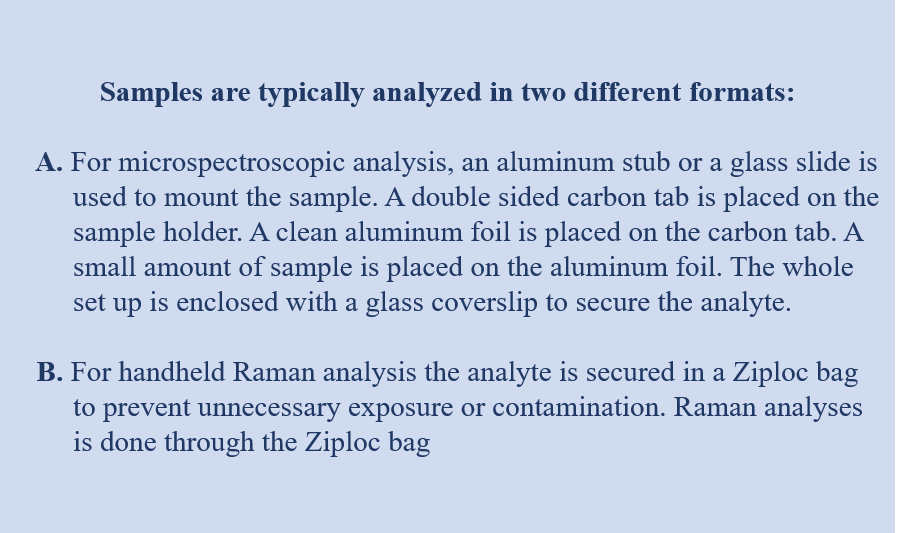 Samples are typically analyzed in two different formats:
A. For microspectroscopic analysis, an aluminum stub or a glass slide is
used to mount the sample. A double sided carbon tab is placed on the
sample holder. A clean aluminum foil is placed on the carbon tab. A
small amount of sample is placed on the aluminum foil. The whole
set up is enclosed with a glass coverslip to secure the analyte.
B. For handheld Raman analysis the analyte is secured in a Ziploc bag
to prevent unnecessary exposure or contamination. Raman analyses
is done through the Ziploc bag